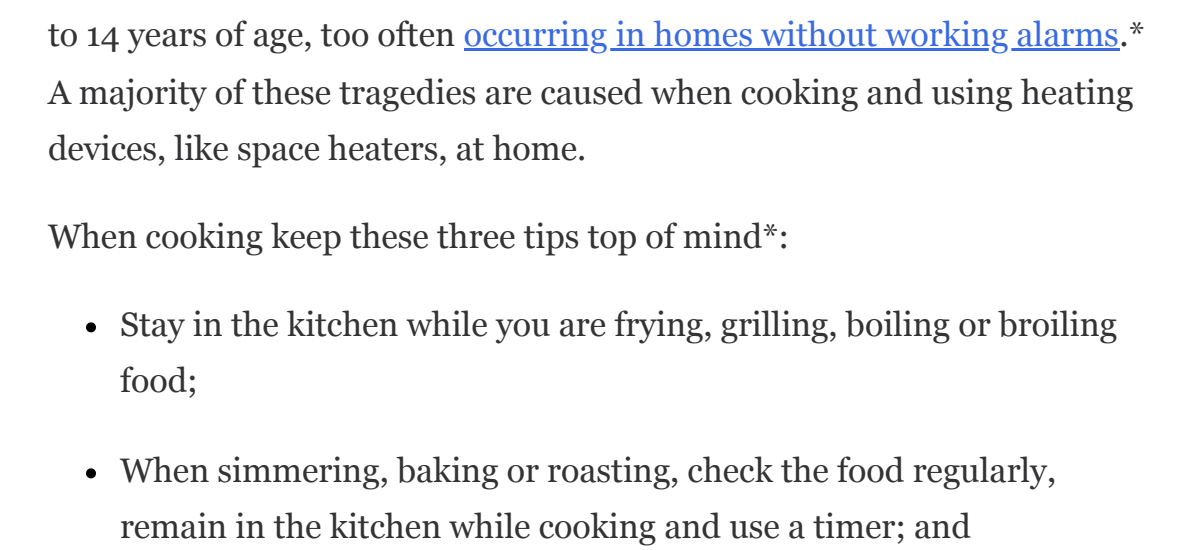 to 14 years of age, too often occurring in homes without working alarms.*
A majority of these tragedies are caused when cooking and using heating
devices, like space heaters, at home.
When cooking keep these three tips top of mind*:
• Stay in the kitchen while you are frying, grilling, boiling or broiling
food;
• When simmering, baking or roasting, check the food regularly,
remain in the kitchen while cooking and use a timer; and